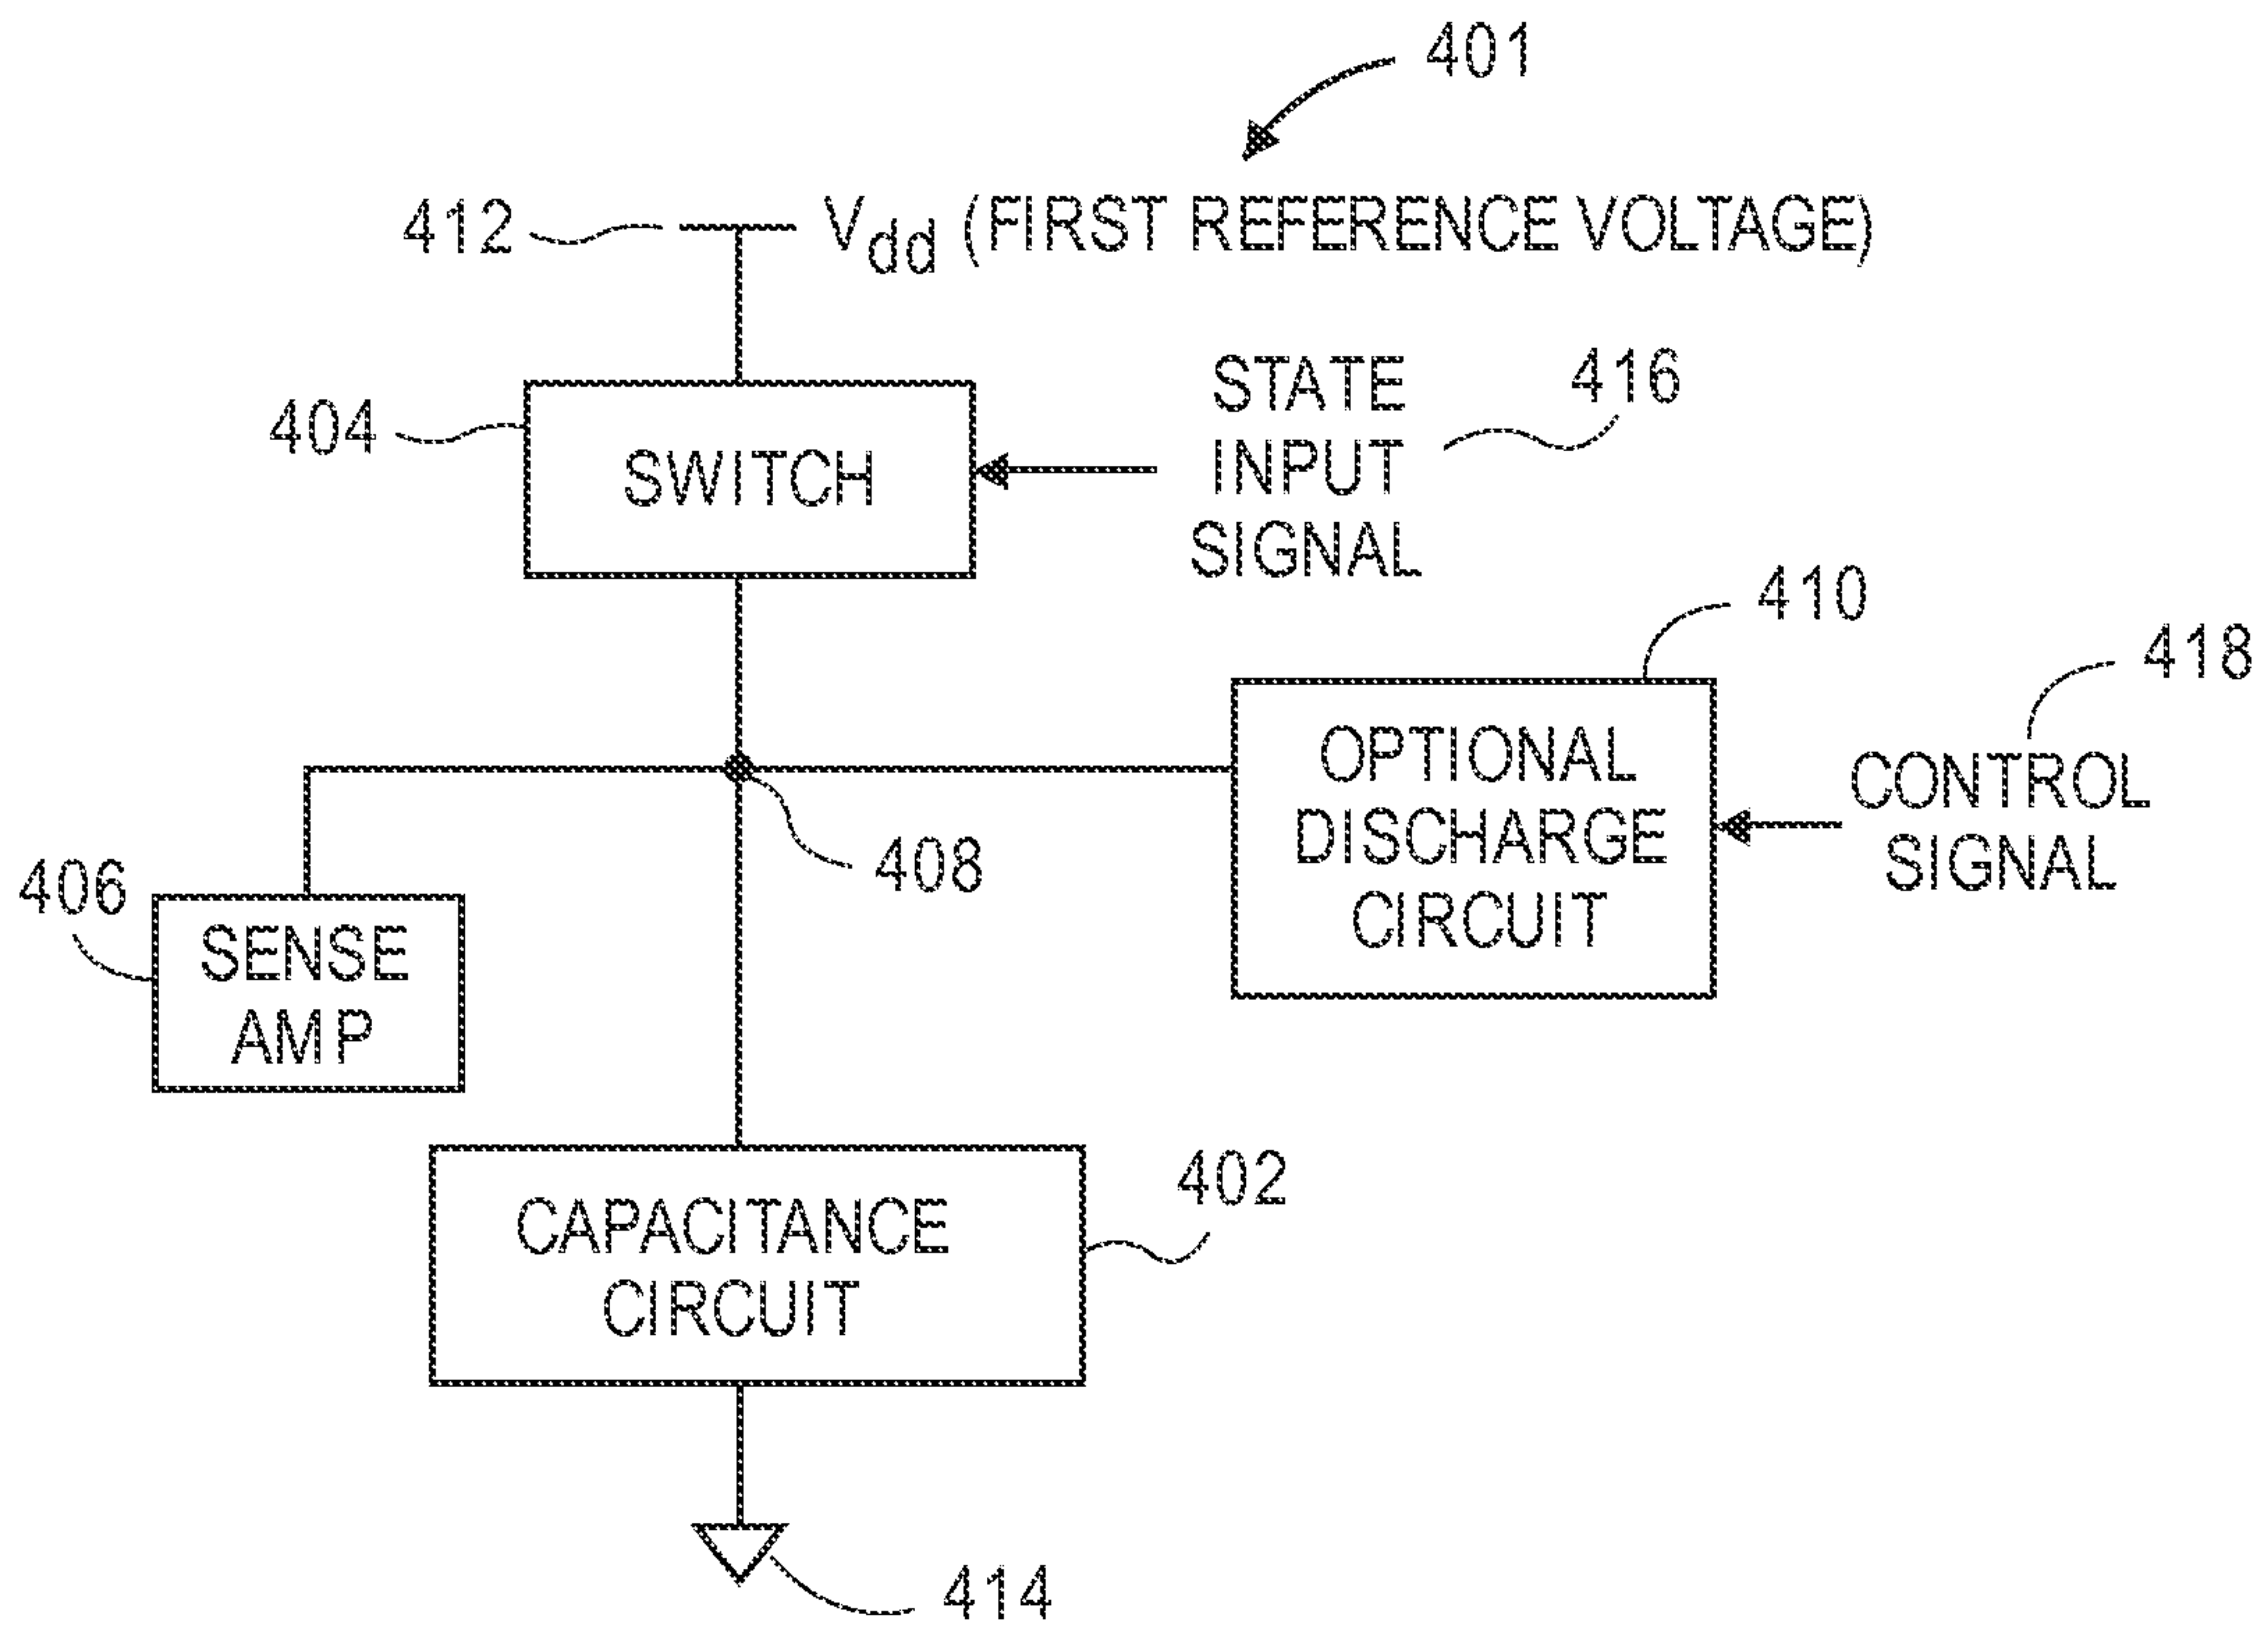 401
412 Vdd (FIRST REFERENCE VOLTAGE)
STATE
INPUT
SIGNAL
416
404
SWITCH
410
418
OPTIONAL
DISCHARGE
CIRCUIT
CONTROL
SIGNAL
408
406
SENSE
AMP
402
CAPACITANCE
CIRCUIT
414